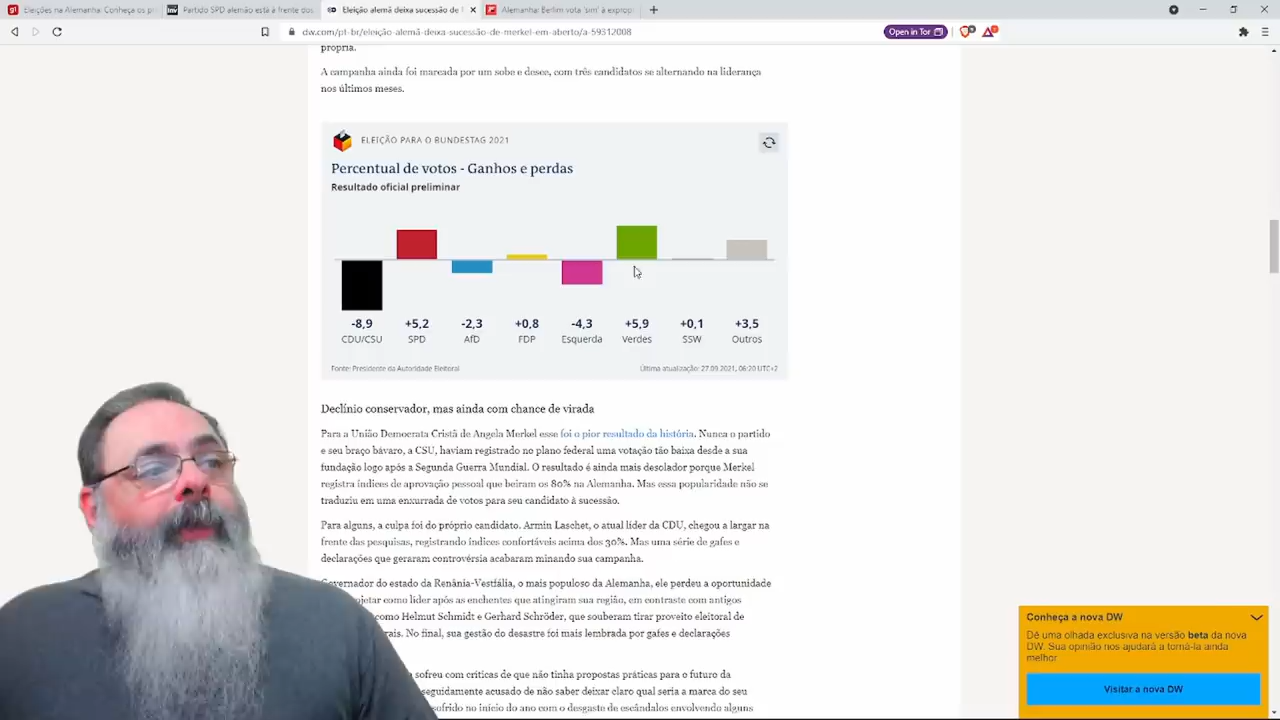 Eleições na Alemanha: Conheça os pri
Partido SPD alemão está à frente dos
Eleição alemã deixa sucessão de
Alemanha: Berlim vota 'sim' à exprop
dw.com/pt-br/eleição-alemã-deixa-sucessão-de-merkel-em-aberto/a-59312008
Open in Tor
própria.
A campanha ainda foi marcada por um sobe e desce, com três candidatos se alternando na liderança
nos últimos meses.
ELEIÇÃO PARA O BUNDESTAG 2021
Percentual de votos - Ganhos e perdas
Resultado oficial preliminar
-8,9 +5,2 -2,3 +0,8 -4,3 +5,9 +0,1 +3,5
CDU/CSU SPD AfD FDP Esquerda Verdes SSW Outros
Fonte: Presidente da Autoridade Eleitoral Última atualização: 27.09.2021, 06:20 UTC+2
Declínio conservador, mas ainda com chance de virada
Para a União Democrata Cristã de Angela Merkel esse foi o pior resultado da história. Nunca o partido
e seu braço bávaro, a CSU, haviam registrado no plano federal uma votação tão baixa desde a sua
fundação logo após a Segunda Guerra Mundial. O resultado é ainda mais desolador porque Merkel
registra índices de aprovação pessoal que beiram os 80% na Alemanha. Mas essa popularidade não se
traduziu em uma enxurrada de votos para seu candidato à sucessão.
Para alguns, a culpa foi do próprio candidato. Armin Laschet, o atual líder da CDU, chegou a largar na
frente das pesquisas, registrando índices confortáveis acima dos 30%. Mas uma série de gafes e
declarações que geraram controvérsia acabaram minando sua campanha.
Governador do estado da Renânia-Vestfália, o mais populoso da Alemanha, ele perdeu a oportunidade
ojetar como líder após as enchentes que atingiram sua região, em contraste com antigos
como Helmut Schmidt e Gerhard Schröder, que souberam tirar proveito eleitoral de
rais. No final, sua gestão do desastre foi mais lembrada por gafes e declarações
sofreu com críticas de que não tinha propostas práticas para o futuro da
seguidamente acusado de não saber deixar claro qual seria a marca do seu
sofrido no início do ano com o desgaste de escândalos envolvendo alguns
Conheça a nova DW
Dê uma olhada exclusiva na versão beta da nova
DW. Sua opinião nos ajudará a torná-la ainda
melhor.
Visitar a nova DW